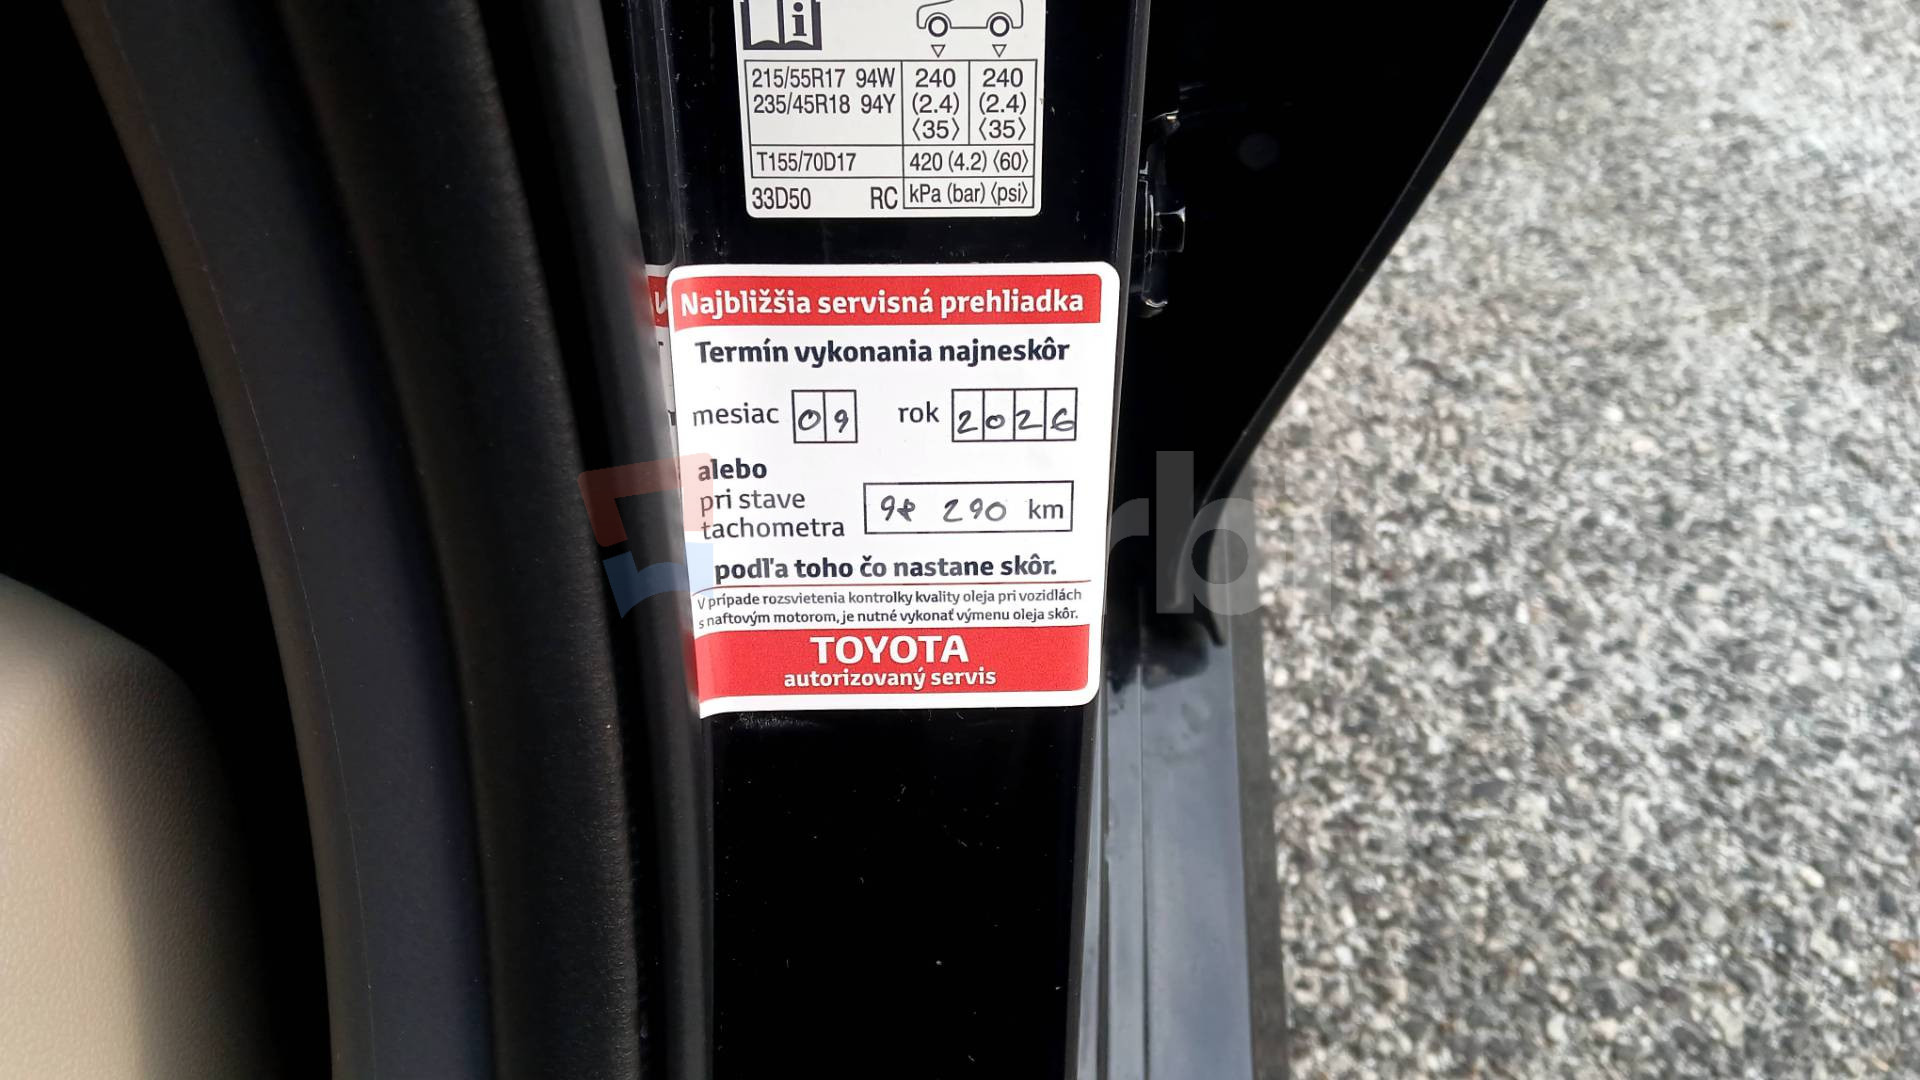 i
215/55R17 94W 240 240
235/45R18 94Y (2.4) (2.4)
⟨35⟩ ⟨35⟩
T155/70D17 420 (4.2) ⟨60⟩
33D50 RC kPa (bar) ⟨psi⟩
Najbližšia servisná prehliadka
Termín vykonania najneskôr
mesiac 09 rok 2026
alebo
pri stave
tachometra 290 km
podľa toho čo nastane skôr.
V prípade rozsvietenia kontrolky kvality oleja pri vozidlách
s naftovým motorom, je nutné vykonať výmenu oleja skôr.
TOYOTA
autorizovaný servis